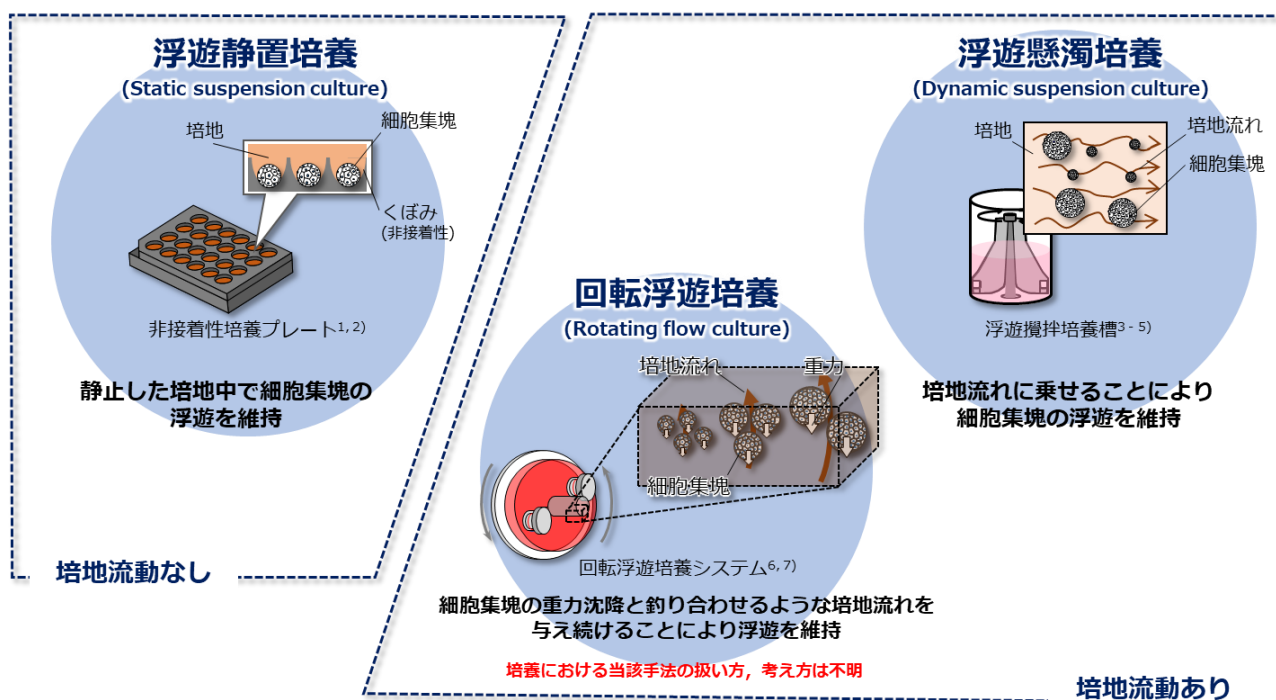 浮遊静置培養
(Static suspension culture)
培地
細胞集塊
くぼみ
(非接着性)
非接着性培養プレート1, 2)
静止した培地中で細胞集塊の
浮遊を維持
培地流動なし
回転浮遊培養
(Rotating flow culture)
培地流れ
重力
細胞集塊
回転浮遊培養システム6, 7)
細胞集塊の重力沈降と釣り合わせるような培地流れを
与え続けることにより浮遊を維持
培養における当該手法の扱い方，考え方は不明
浮遊懸濁培養
(Dynamic suspension culture)
培地
培地流れ
細胞集塊
浮遊攪拌培養槽3 - 5)
培地流れに乗せることにより
細胞集塊の浮遊を維持
培地流動あり